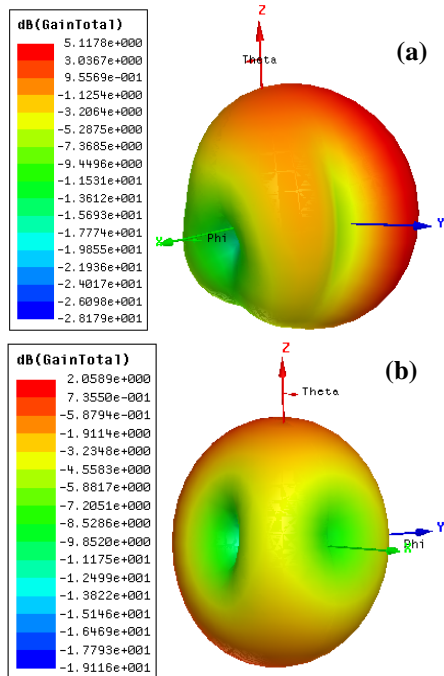 dB(GainTotal)
5.1178e+000
3.0367e+000
9.5569e-001
-1.1254e+000
-3.2064e+000
-5.2875e+000
-7.3685e+000
-9.4496e+000
-1.1531e+001
-1.3612e+001
-1.5693e+001
-1.7774e+001
-1.9855e+001
-2.1936e+001
-2.4017e+001
-2.6098e+001
-2.8179e+001
Z
Theta
(a)
Y
X
Phi
dB(GainTotal)
2.0589e+000
7.3550e-001
-5.8794e-001
-1.9114e+000
-3.2348e+000
-4.5583e+000
-5.8817e+000
-7.2051e+000
-8.5286e+000
-9.8520e+000
-1.1175e+001
-1.2499e+001
-1.3822e+001
-1.5146e+001
-1.6469e+001
-1.7793e+001
-1.9116e+001
Z
(b)
Theta
Y
Phi
X